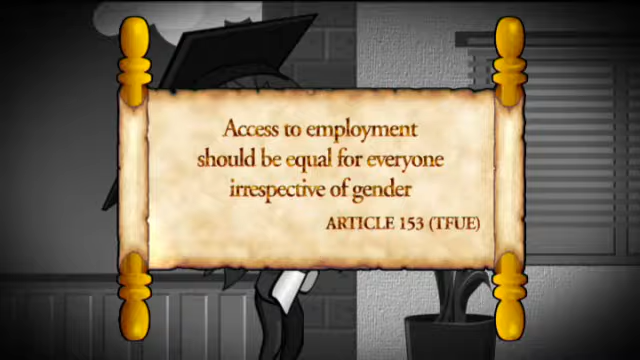 Access to employment
should be equal for everyone
irrespective of gender
ARTICLE 153 (TFUE)